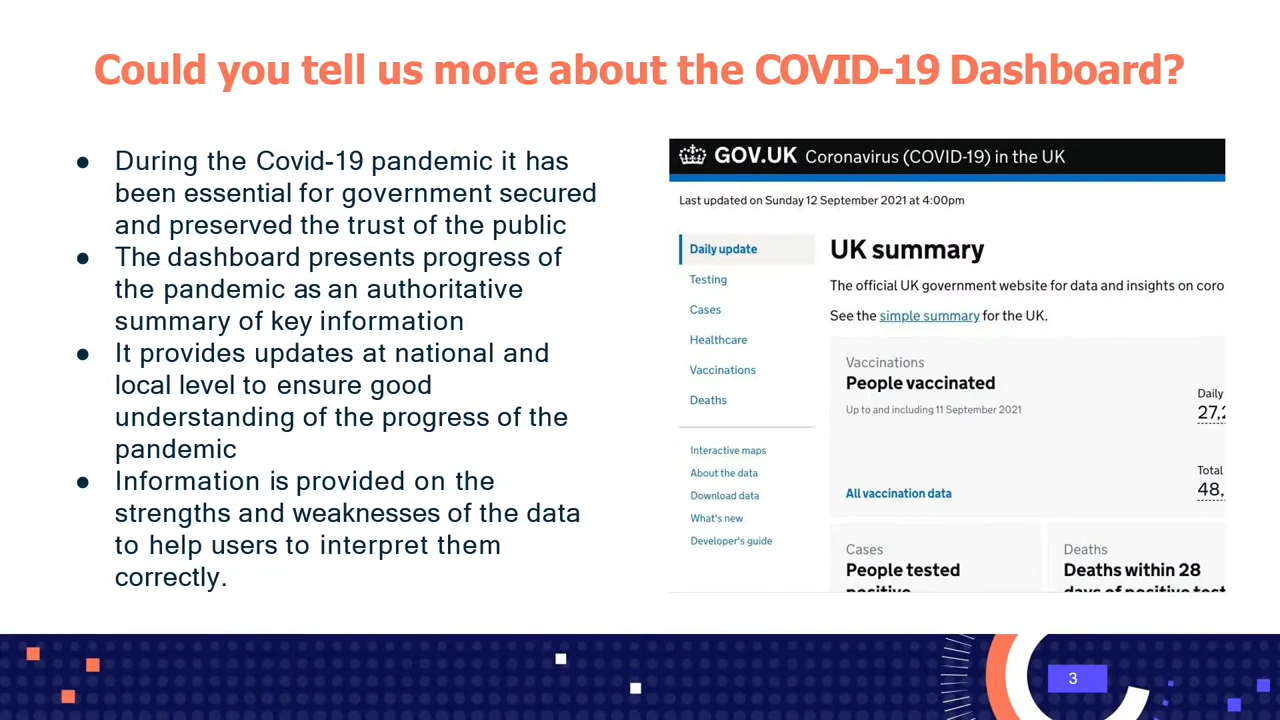 Could you tell us more about the COVID-19 Dashboard?
● During the Covid-19 pandemic it has
been essential for government secured
and preserved the trust of the public
● The dashboard presents progress of
the pandemic as an authoritative
summary of key information
● It provides updates at national and
local level to ensure good
understanding of the progress of the
pandemic
● Information is provided on the
strengths and weaknesses of the data
to help users to interpret them
correctly.
GOV.UK Coronavirus (COVID-19) in the UK
Last updated on Sunday 12 September 2021 at 4:00pm
Daily update
Testing
Cases
Healthcare
Vaccinations
Deaths
Interactive maps
About the data
Download data
What's new
Developer's guide
UK summary
The official UK government website for data and insights on coro
See the simple summary for the UK.
Vaccinations
People vaccinated
Up to and including 11 September 2021
Daily
27,2
Total
48,
All vaccination data
Cases
People tested
positive
Deaths
Deaths within 28
days of positive test
3